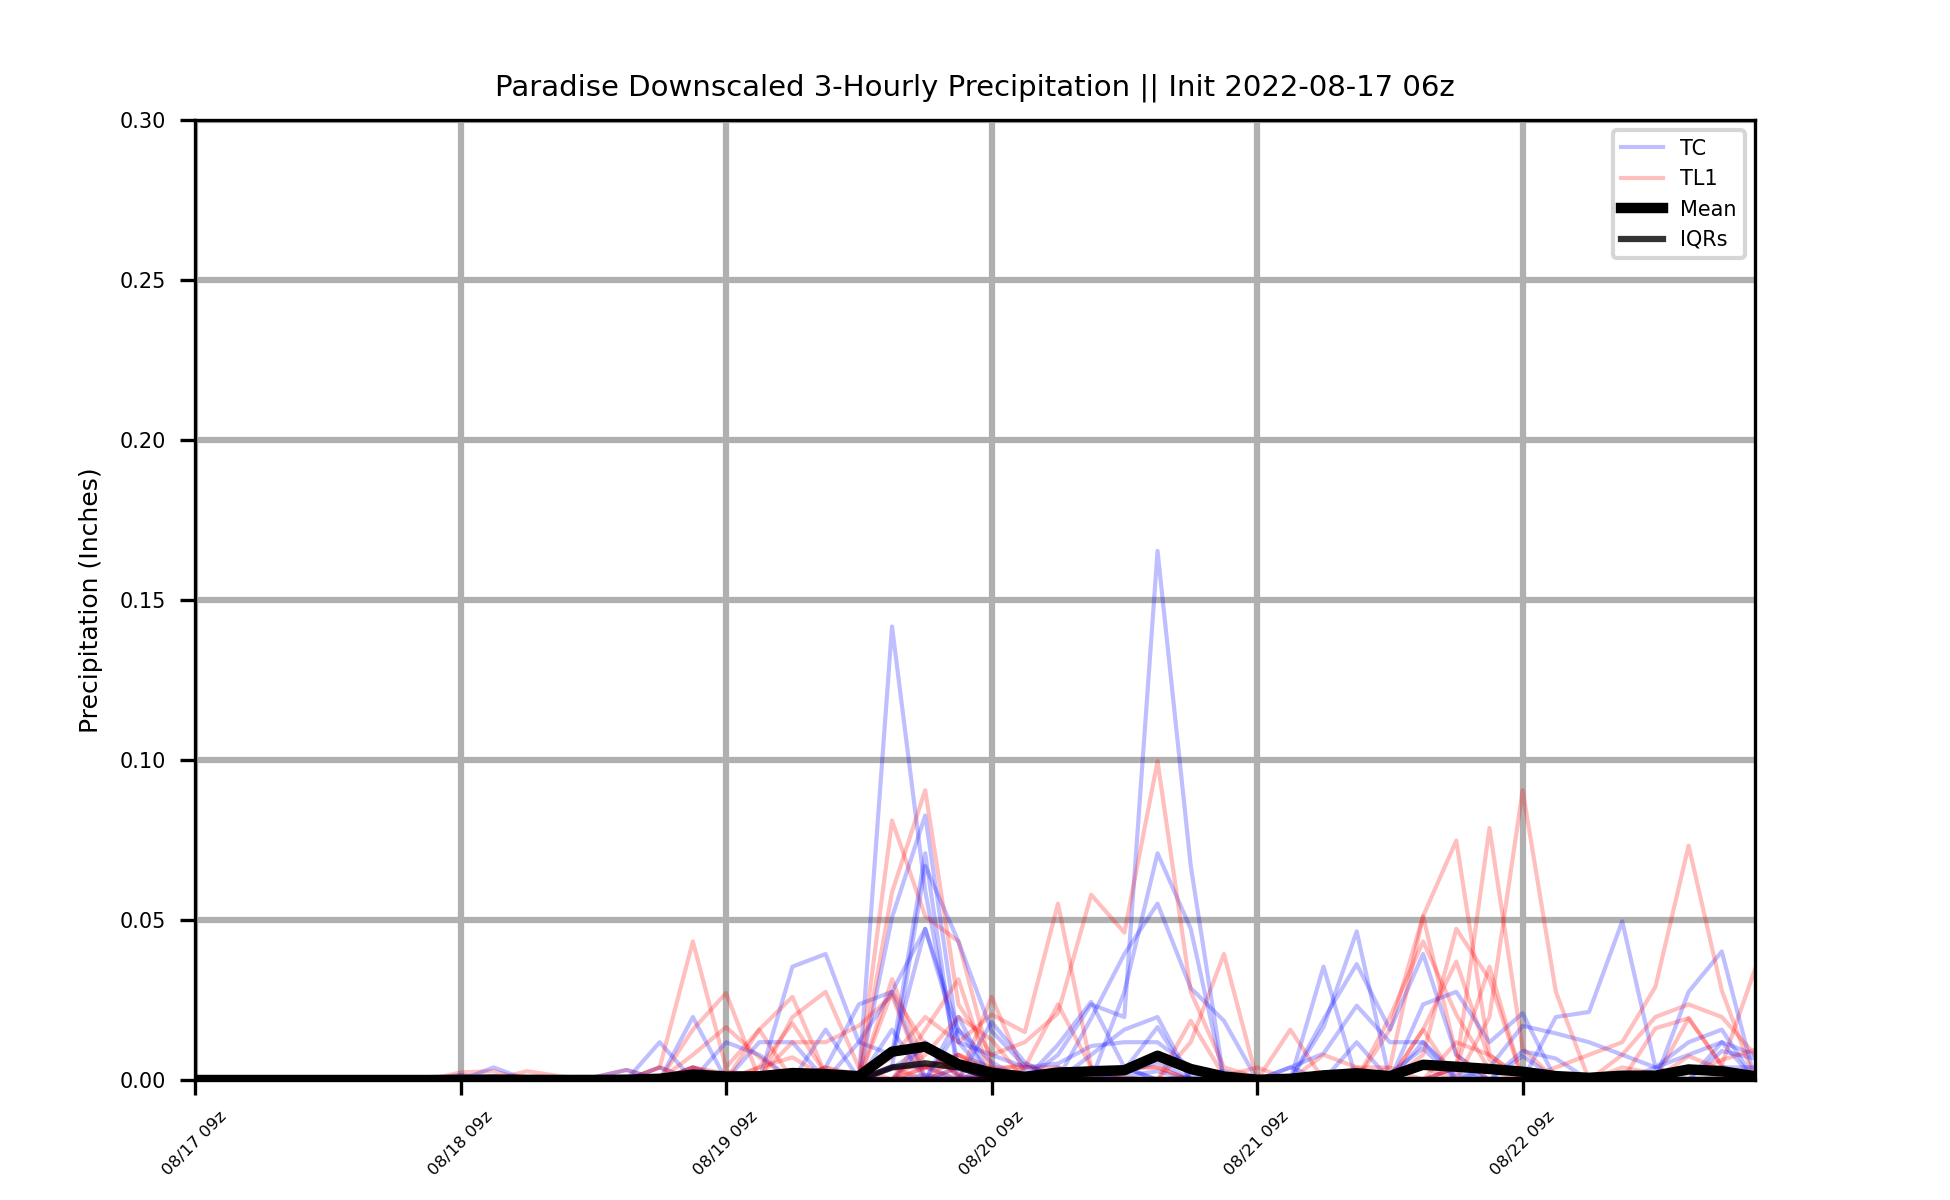 Paradise Downscaled 3-Hourly Precipitation || Init 2022-08-17 06z
0.30
0.25
0.20
0.15
0.10
0.05
0.00
Precipitation (Inches)
TC
TL1
Mean
IQRs
08/17 09z
08/18 09z
08/19 09z
08/20 09z
08/21 09z
08/22 09z